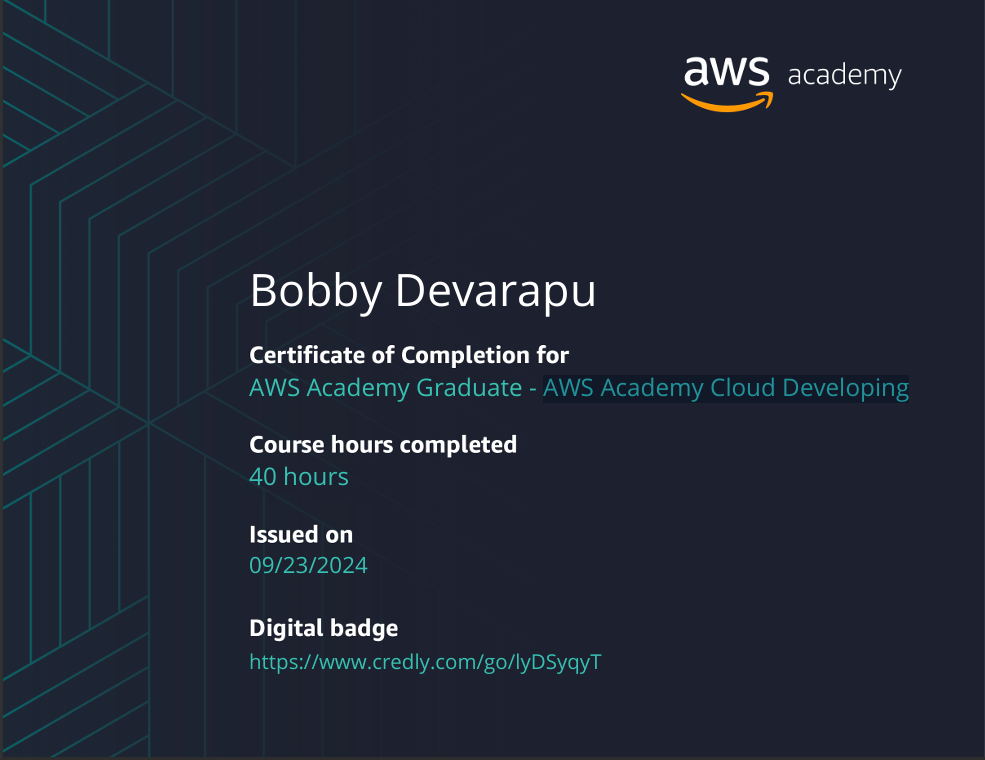 aws academy
Bobby Devarapu
Certificate of Completion for
AWS Academy Graduate - AWS Academy Cloud Developing
Course hours completed
40 hours
Issued on
09/23/2024
Digital badge
https://www.credly.com/go/lyDSyqyT